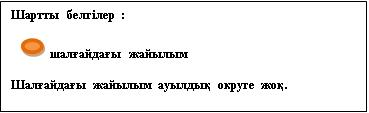 Шартты белгілер :
шалғайдағы жайылым
Шалғайдағы жайылым ауылдық округе жоқ.